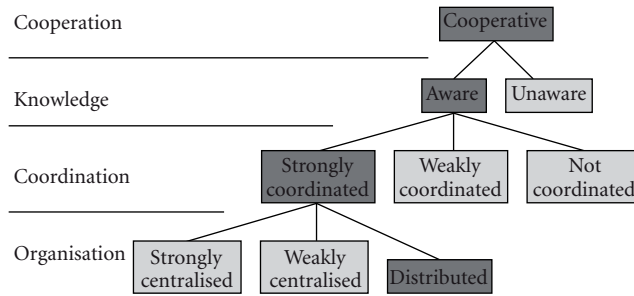 Cooperation
Cooperative
Knowledge
Aware
Unaware
Coordination
Strongly
coordinated
Weakly
coordinated
Not
coordinated
Organisation
Strongly
centralised
Weakly
centralised
Distributed